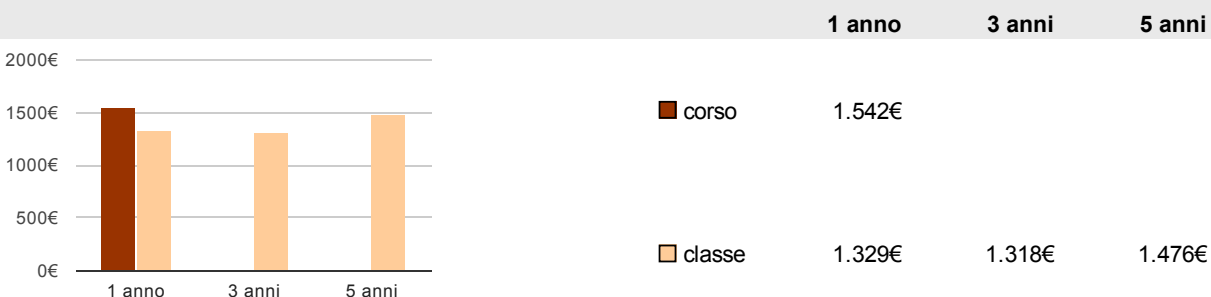 1 anno 3 anni 5 anni
2000€
1500€
1000€
500€
0€
1 anno 3 anni 5 anni
corso 1.542€
classe 1.329€ 1.318€ 1.476€